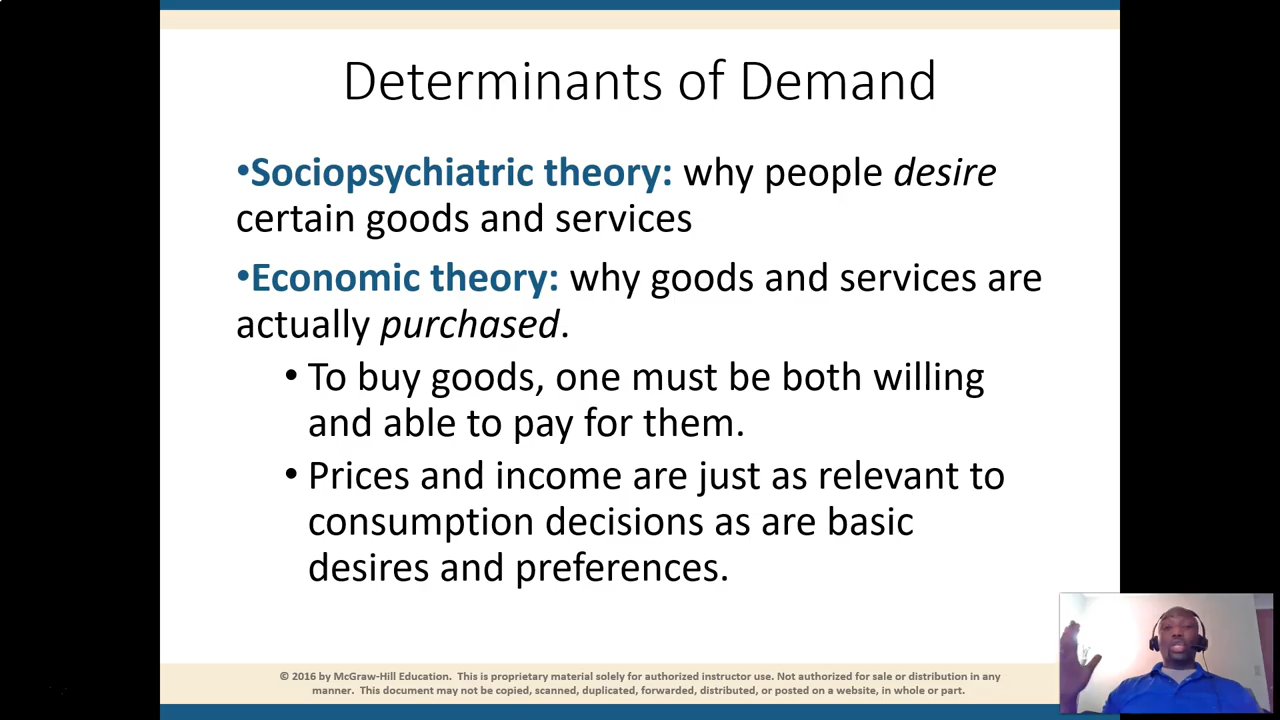 Determinants of Demand
•Sociopsychiatric theory: why people desire
certain goods and services
•Economic theory: why goods and services are
actually purchased.
• To buy goods, one must be both willing
and able to pay for them.
• Prices and income are just as relevant to
consumption decisions as are basic
desires and preferences.
© 2016 by McGraw-Hill Education. This is proprietary material solely for authorized instructor use. Not authorized for sale or distribution in any
manner. This document may not be copied, scanned, duplicated, forwarded, distributed, or posted on a website, in whole or part.